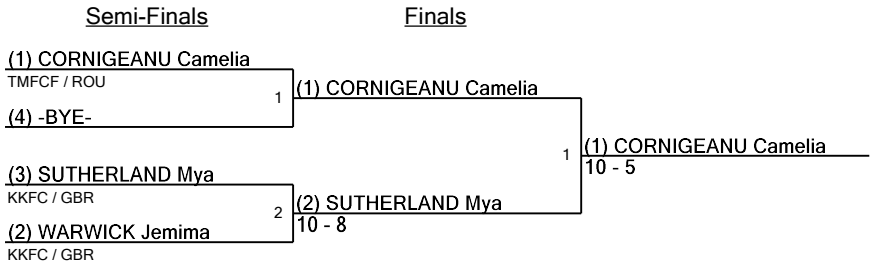 Semi-Finals
Finals
(1) CORNIGEANU Camelia
TMFCF / ROU
1
(1) CORNIGEANU Camelia
(4) -BYE-
1
(1) CORNIGEANU Camelia
10 - 5
(3) SUTHERLAND Mya
KKFC / GBR
2
(2) SUTHERLAND Mya
10 - 8
(2) WARWICK Jemima
KKFC / GBR